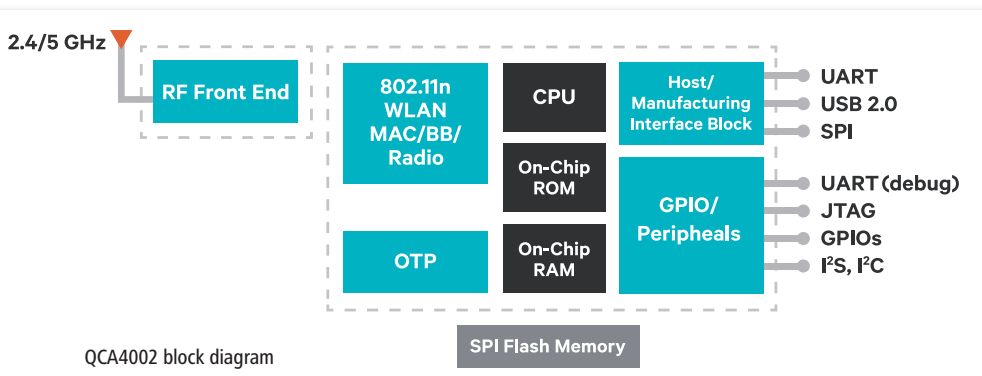 2.4/5 GHz
RF Front End
802.11n
WLAN
MAC/BB/
Radio
OTP
CPU
On-Chip
ROM
On-Chip
RAM
Host/
Manufacturing
Interface Block
GPIO/
Peripheals
UART
USB 2.0
SPI
UART (debug)
JTAG
GPIOs
I²S, I²C
SPI Flash Memory
QCA4002 block diagram